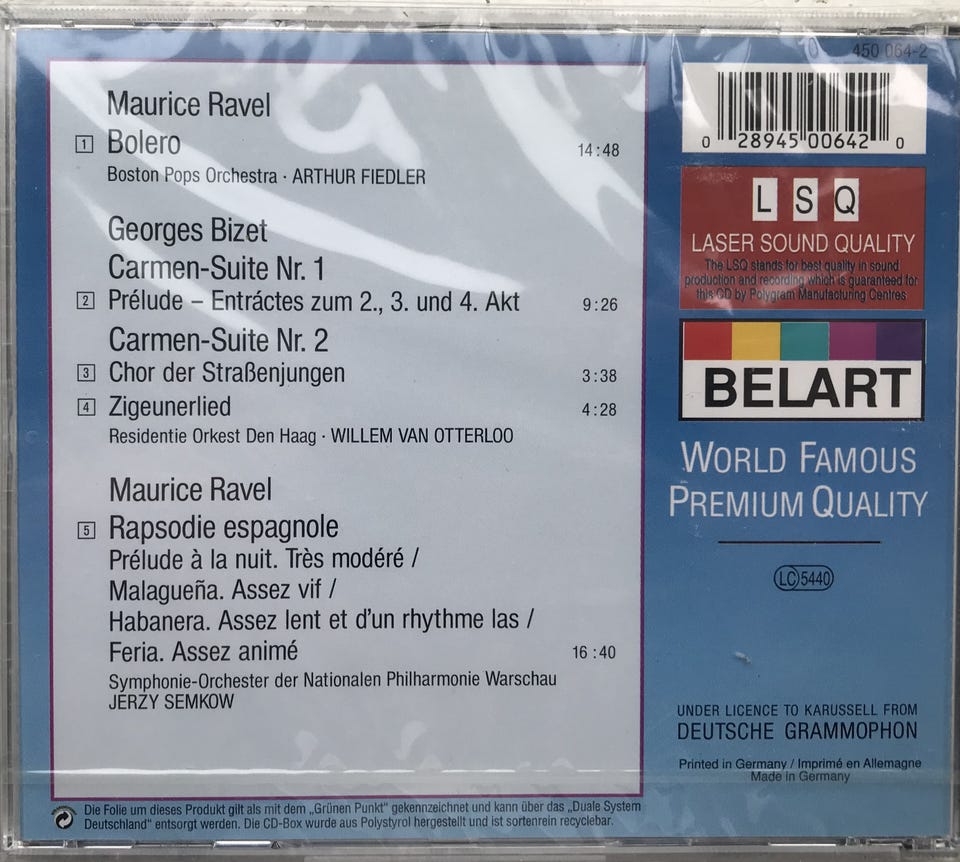 Maurice Ravel
1 Bolero 14:48
Boston Pops Orchestra · ARTHUR FIEDLER
Georges Bizet
Carmen-Suite Nr. 1
2 Prélude – Entráctes zum 2., 3. und 4. Akt 9:26
Carmen-Suite Nr. 2
3 Chor der Straßenjungen 3:38
4 Zigeunerlied 4:28
Residentie Orkest Den Haag · WILLEM VAN OTTERLOO
Maurice Ravel
5 Rapsodie espagnole
Prélude à la nuit. Très modéré /
Malagueña. Assez vif /
Habanera. Assez lent et d'un rhythme las /
Feria. Assez animé 16:40
Symphonie-Orchester der Nationalen Philharmonie Warschau
JERZY SEMKOW
Die Folie um dieses Produkt gilt als mit dem „Grünen Punkt" gekennzeichnet und kann über das „Duale System
Deutschland" entsorgt werden. Die CD-Box wurde aus Polystyrol hergestellt und ist sortenrein recyclebar.
450 064-2
0 28945 00642 0
LSQ
LASER SOUND QUALITY
The LSQ stands for best quality in sound
production and recording which is guaranteed for
this CD by Polygram Manufacturing Centres
BELART
WORLD FAMOUS
PREMIUM QUALITY
LC 5440
UNDER LICENCE TO KARUSSELL FROM
DEUTSCHE GRAMMOPHON
Printed in Germany / Imprimé en Allemagne
Made in Germany